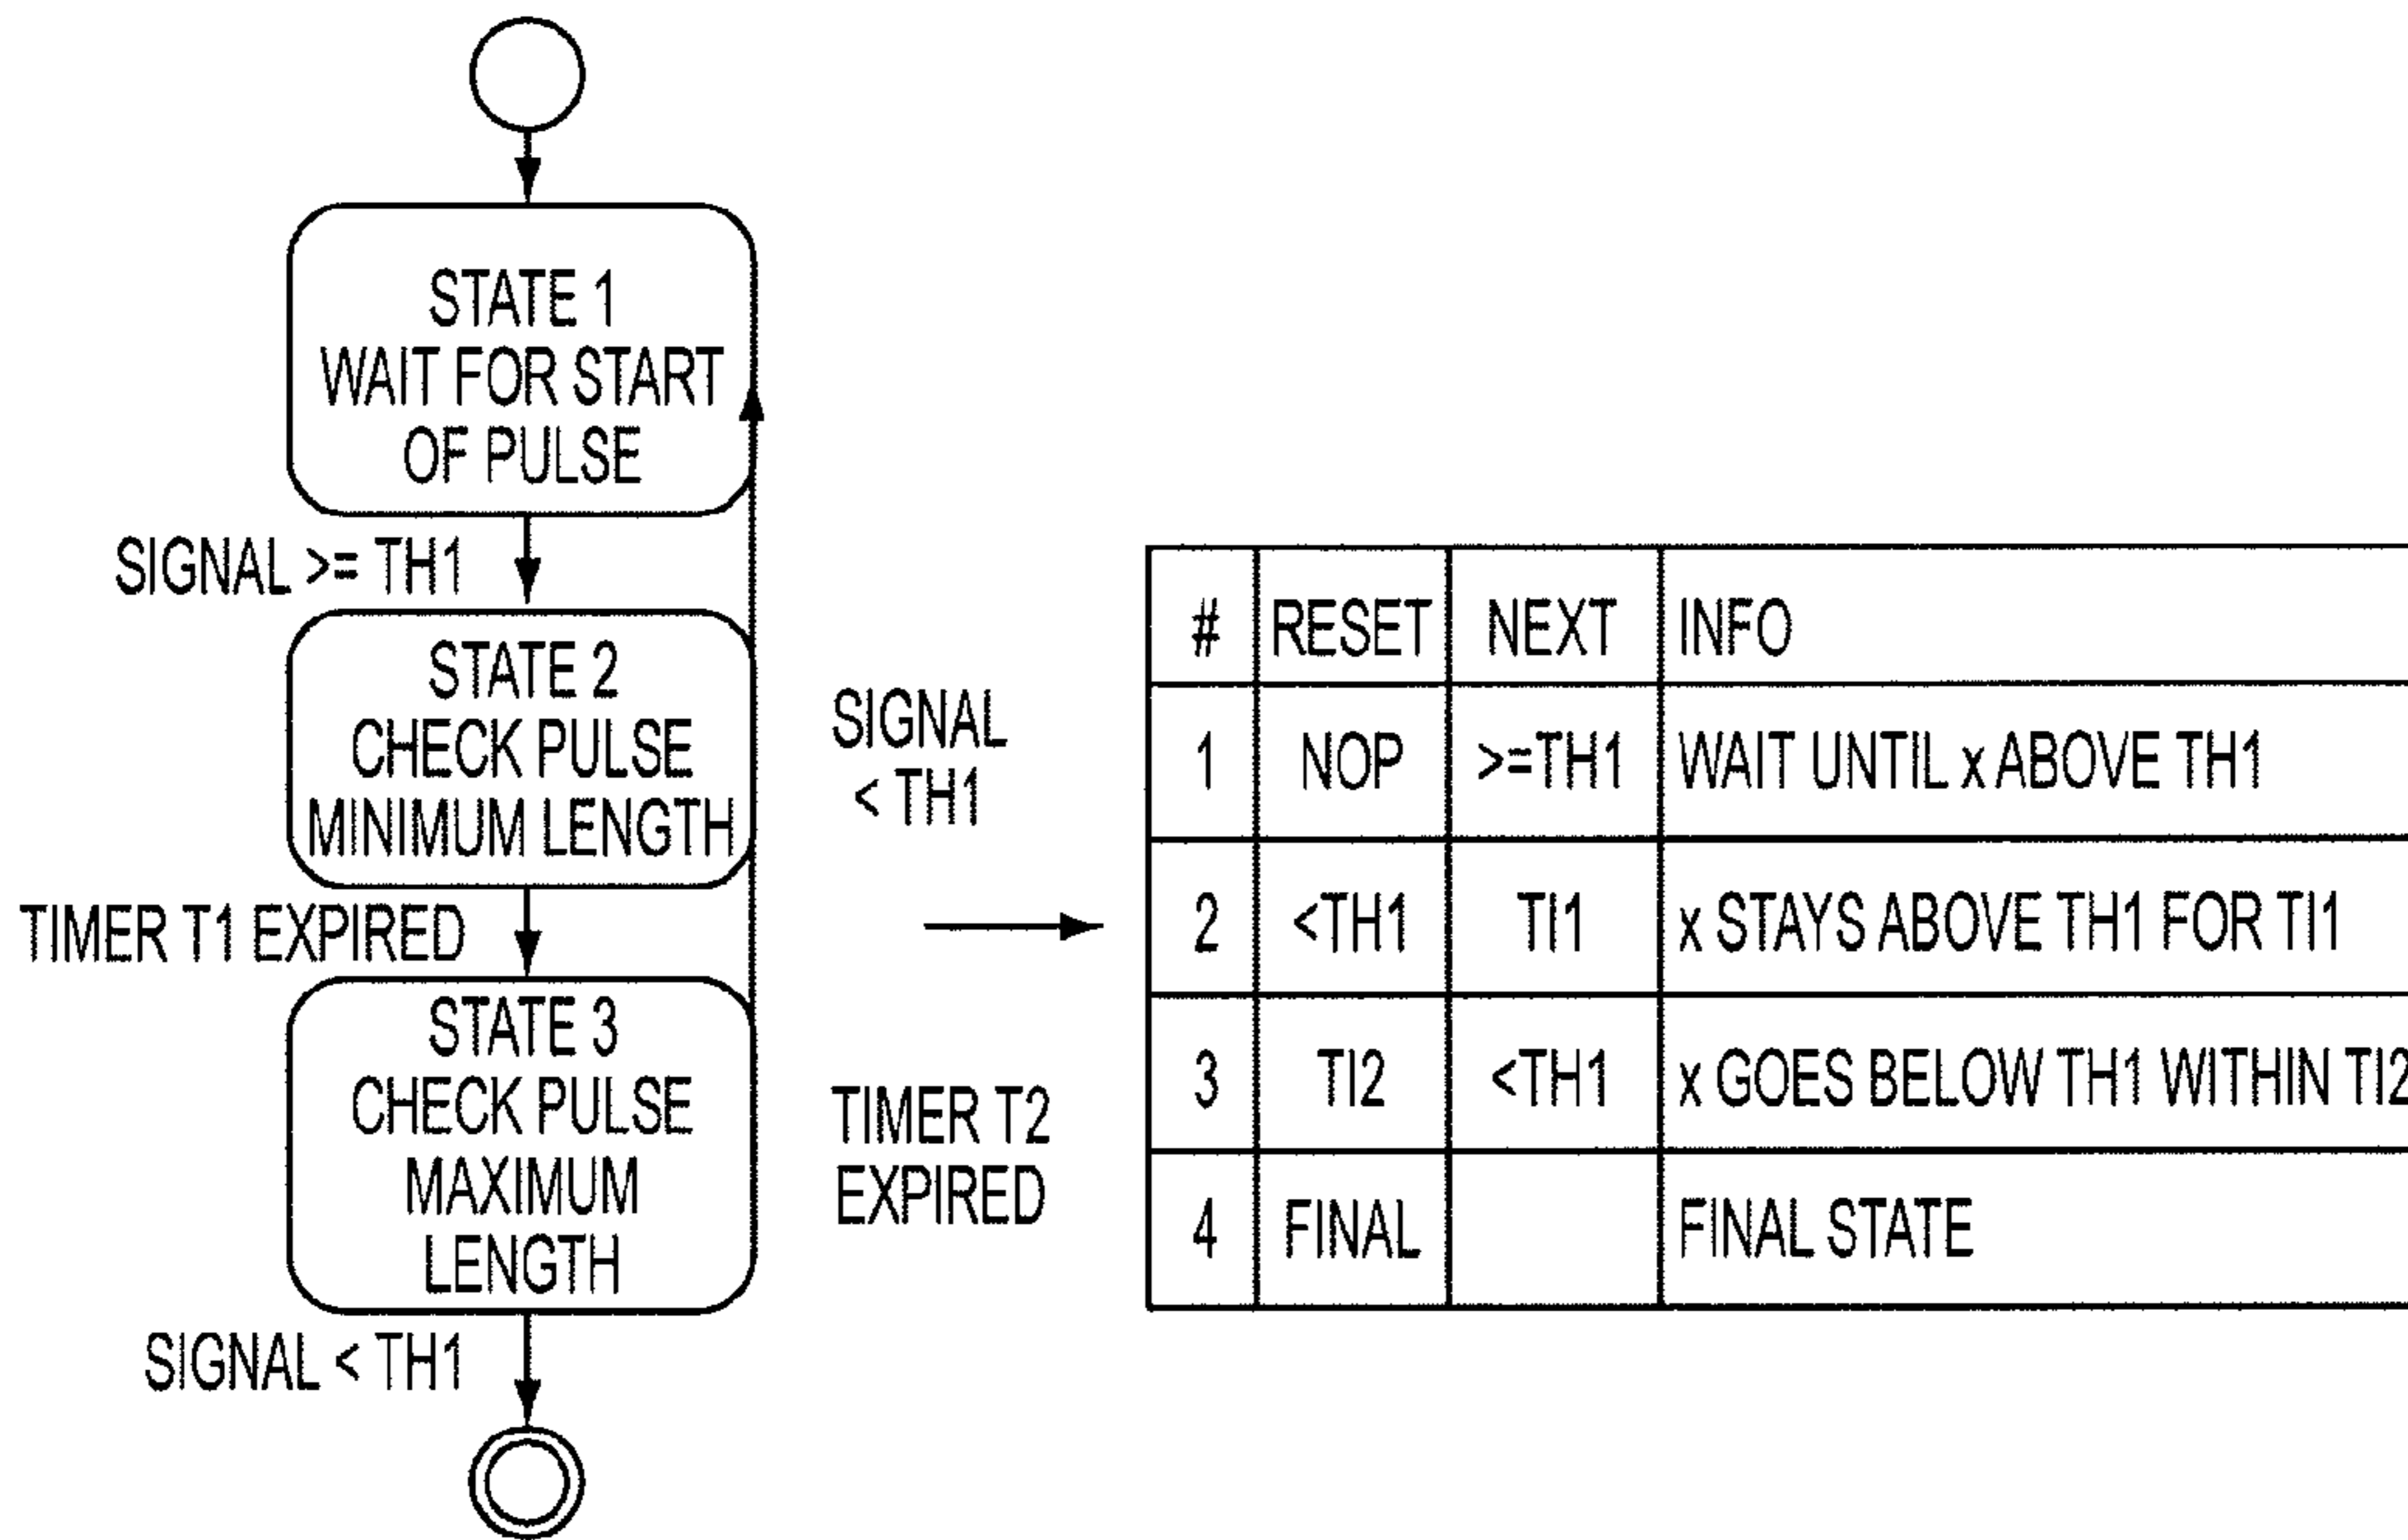 STATE 1
WAIT FOR START
OF PULSE
SIGNAL >= TH1
STATE 2
CHECK PULSE
MINIMUM LENGTH
SIGNAL
< TH1
TIMER T1 EXPIRED
STATE 3
CHECK PULSE
MAXIMUM
LENGTH
TIMER T2
EXPIRED
SIGNAL < TH1
# RESET NEXT INFO
1 NOP >=TH1 WAIT UNTIL x ABOVE TH1
2 <TH1 TI1 x STAYS ABOVE TH1 FOR TI1
3 TI2 <TH1 x GOES BELOW TH1 WITHIN TI2
4 FINAL FINAL STATE